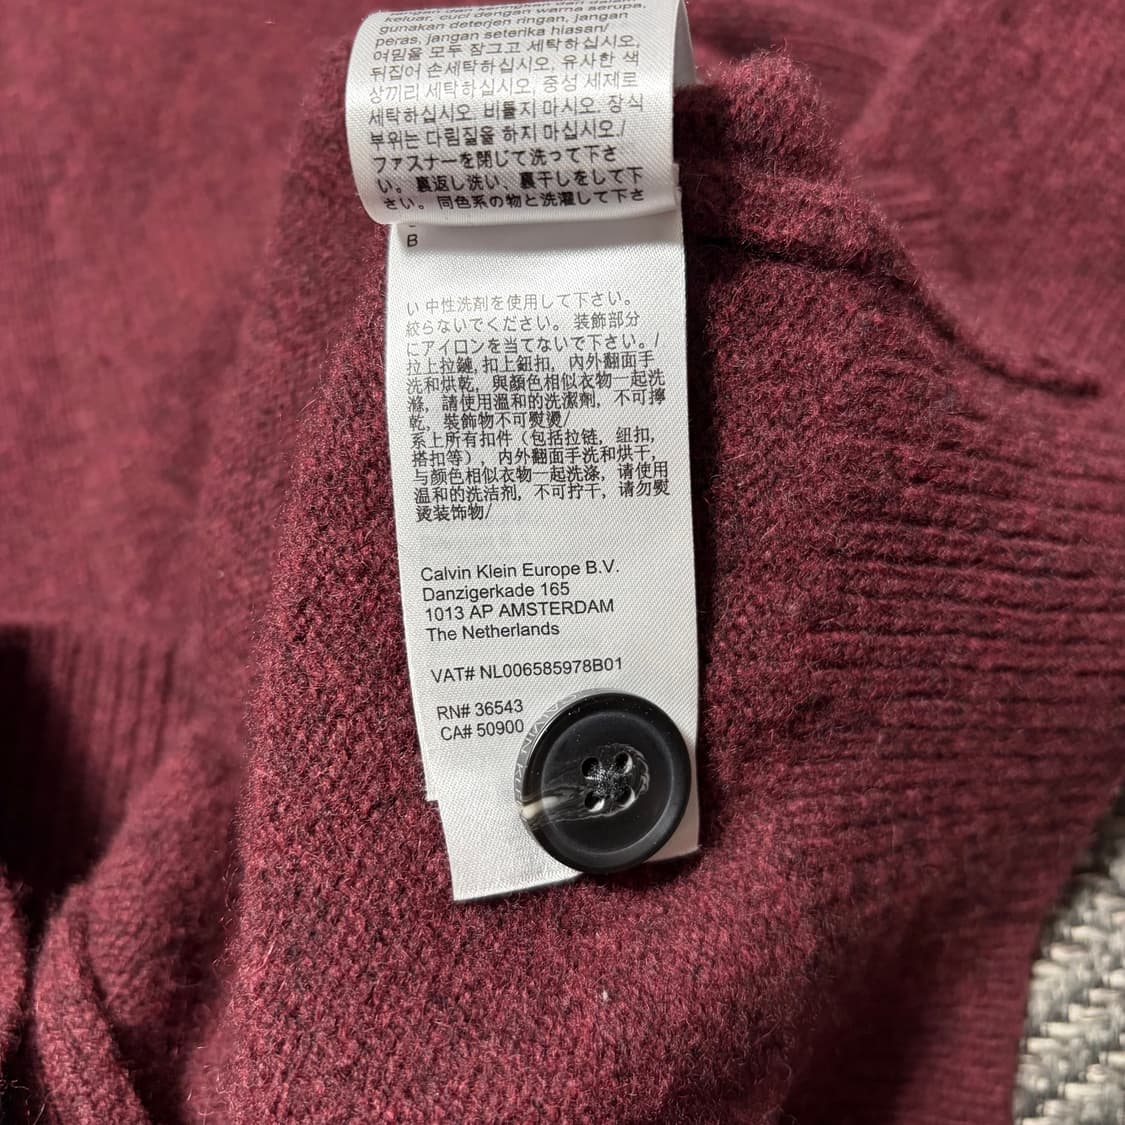 keluar, cuci dengan warna serupa,
gunakan deterjen ringan, jangan
peras, jangan seterika hiasan/
여밈을 모두 잠그고 세탁하십시오,
뒤집어 손세탁하십시오, 유사한 색
상끼리 세탁하십시오, 중성 세제로
세탁하십시오. 비틀지 마시오. 장식
부위는 다림질을 하지 마십시오./
ファスナーを閉じて洗って下さ
い。裏返し洗い、裏干しをして下
さい。同色系の物と洗濯して下さ
B
い 中性洗剤を使用して下さい。
絞らないでください。装飾部分
にアイロンを当てないで下さい。/
拉上拉鏈, 扣上鈕扣, 內外翻面手
洗和烘乾, 與顏色相似衣物一起洗
滌, 請使用溫和的洗潔劑, 不可擰
乾, 裝飾物不可熨燙/
系上所有扣件（包括拉链, 纽扣,
搭扣等）, 内外翻面手洗和烘干,
与颜色相似衣物一起洗涤, 请使用
温和的洗洁剂, 不可拧干, 请勿熨
烫装饰物/
Calvin Klein Europe B.V.
Danzigerkade 165
1013 AP AMSTERDAM
The Netherlands
VAT# NL006585978B01
RN# 36543
CA# 50900